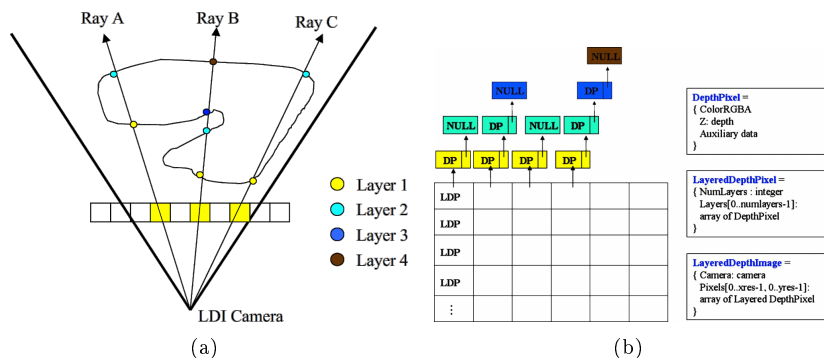 Ray A
Ray B
Ray C
Layer 1
Layer 2
Layer 3
Layer 4
LDI Camera
(a)
NULL
NULL
DP
NULL
DP
NULL
DP
DP
DP
DP
DP
LDP
LDP
LDP
LDP
⋮
DepthPixel =
{ ColorRGBA
Z: depth
Auxiliary data
}
LayeredDepthPixel =
{ NumLayers : integer
Layers[0..numlayers-1]:
array of DepthPixel
}
LayeredDepthImage =
{ Camera: camera
Pixels[0..xres-1, 0..yres-1]:
array of Layered DepthPixel
}
(b)